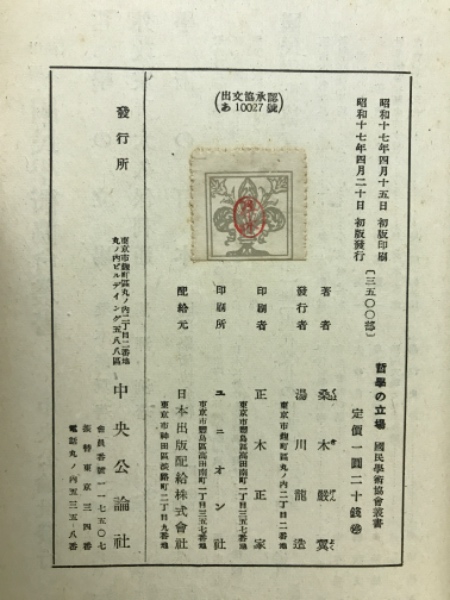 哲學の立場 國民學術協會叢書
定價一圓二十錢
昭和十七年四月十五日 初版印刷
昭和十七年四月二十日 初版發行
〔三五〇〇部〕
著者 桑木嚴翼
發行者 湯川龍造
東京市麴町區丸ノ內二丁目二番地
印刷者 正木正家
東京市豐島區高田南町一丁目三五七番地
印刷所 ユニオン社
東京市豐島區高田南町一丁目三五七番地
配給元 日本出版配給株式會社
東京市神田區淡路町二丁目九番地
(出文協承認
あ10027號)
發行所
東京市麴町區丸ノ內二丁目二番地
丸ノ內ビルデイング五八八區
中央公論社
會員番號一一七五〇七
振替東京三四番
電話丸ノ內五三五-八番